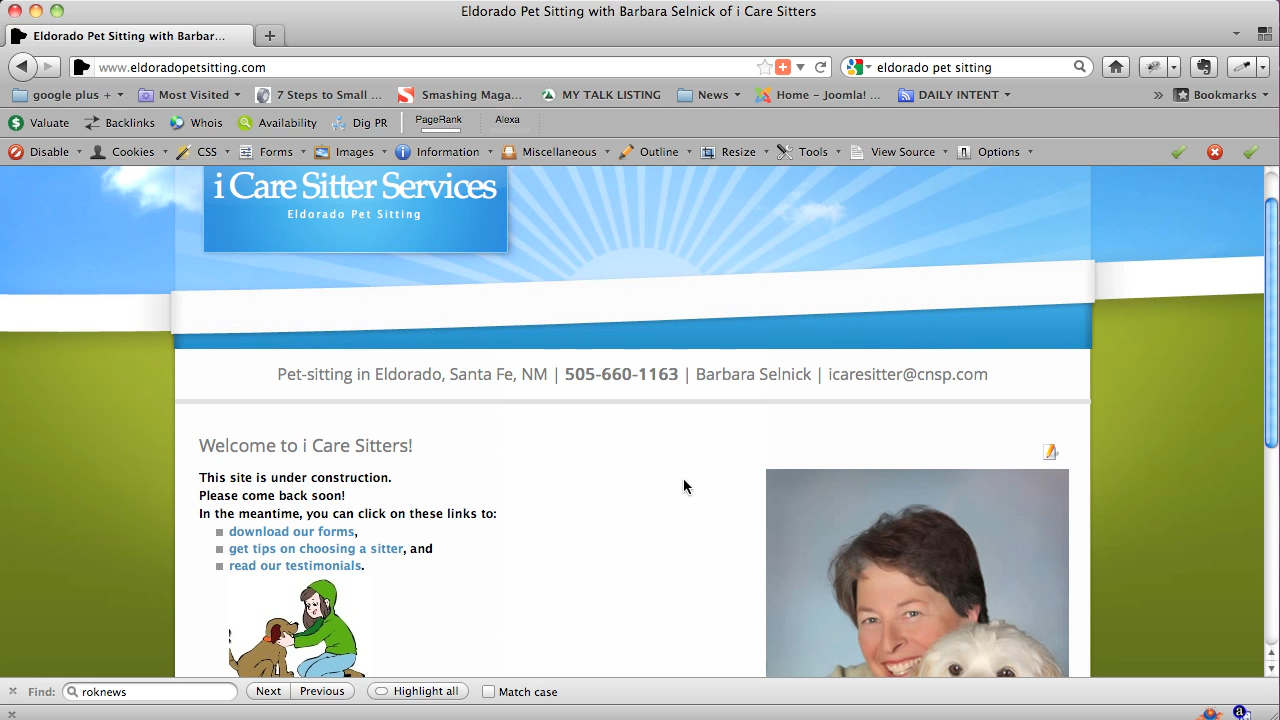 Eldorado Pet Sitting with Barbara Selnick of i Care Sitters
Eldorado Pet Sitting with Barbar...
www.eldoradopetsitting.com
eldorado pet sitting
google plus + Most Visited 7 Steps to Small ... Smashing Maga... MY TALK LISTING News Home - Joomla! ... DAILY INTENT » Bookmarks
Valuate Backlinks Whois Availability Dig PR PageRank Alexa
Disable Cookies CSS Forms Images Information Miscellaneous Outline Resize Tools View Source Options
i Care Sitter Services
Eldorado Pet Sitting
Pet-sitting in Eldorado, Santa Fe, NM | 505-660-1163 | Barbara Selnick | icaresitter@cnsp.com
Welcome to i Care Sitters!
This site is under construction.
Please come back soon!
In the meantime, you can click on these links to:
download our forms,
get tips on choosing a sitter, and
read our testimonials.
Find: roknews Next Previous Highlight all Match case